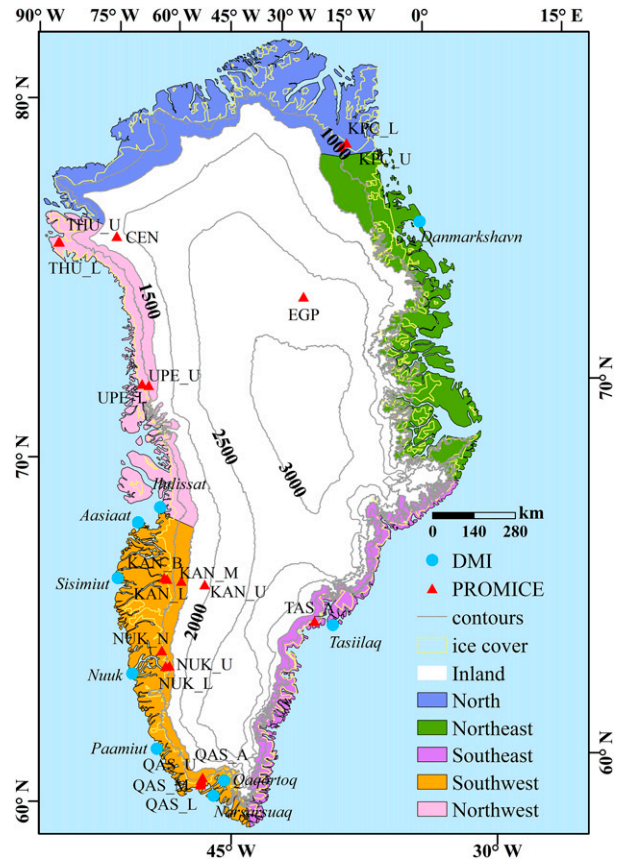 90° W 75° W 60° W 45° W 30° W 15° W 0° 15° E
80° N
KPC_L
1000
KPC_U
THU_U
CEN
Danmarkshavn
THU_L
1500
EGP
70° N
UPE_U
UPE_L
2500
3000
70° N
Ilulissat
km
0 140 280
Aasiaat
DMI
KAN_B
KAN_M
Sisimiut
KAN_L
KAN_U
PROMICE
TAS_A
contours
2000
NUK_N
Tasiilaq
ice cover
NUK_U
Nuuk
NUK_L
Inland
North
Northeast
Paamiut
QAS_A
60° N
QAS_U
Southeast
QAS_M
Qaqortoq
Southwest
QAS_L
Narsarsuaq
60° N
Northwest
45° W 30° W